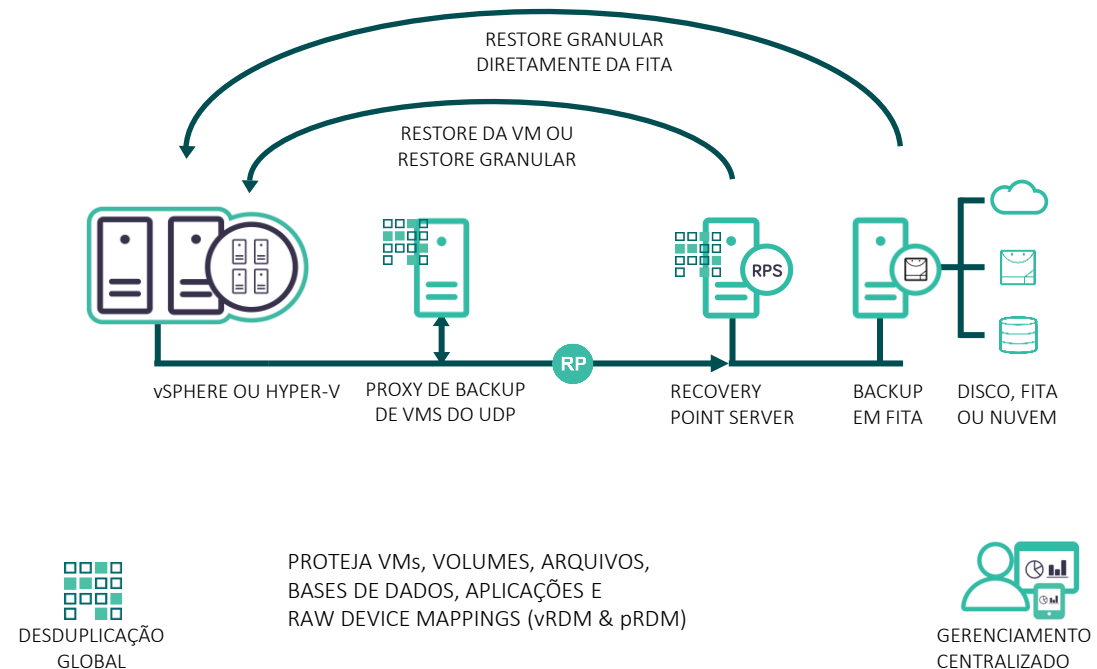 RESTORE GRANULAR
DIRETAMENTE DA FITA
RESTORE DA VM OU
RESTORE GRANULAR
RPS
RP
vSPHERE OU HYPER-V
PROXY DE BACKUP
DE VMS DO UDP
RECOVERY
POINT SERVER
BACKUP
EM FITA
DISCO, FITA
OU NUVEM
PROTEJA VMs, VOLUMES, ARQUIVOS,
BASES DE DADOS, APLICAÇÕES E
RAW DEVICE MAPPINGS (vRDM & pRDM)
DESDUPLICAÇÃO
GLOBAL
GERENCIAMENTO
CENTRALIZADO